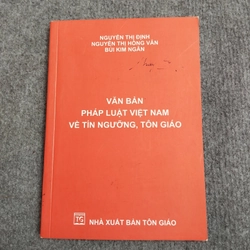 NGUYỄN THỊ ĐỊNH
NGUYỄN THỊ HỒNG VÂN
BÙI KIM NGÂN
VĂN BẢN
PHÁP LUẬT VIỆT NAM
VỀ TÍN NGƯỠNG, TÔN GIÁO
NHÀ XUẤT BẢN TÔN GIÁO